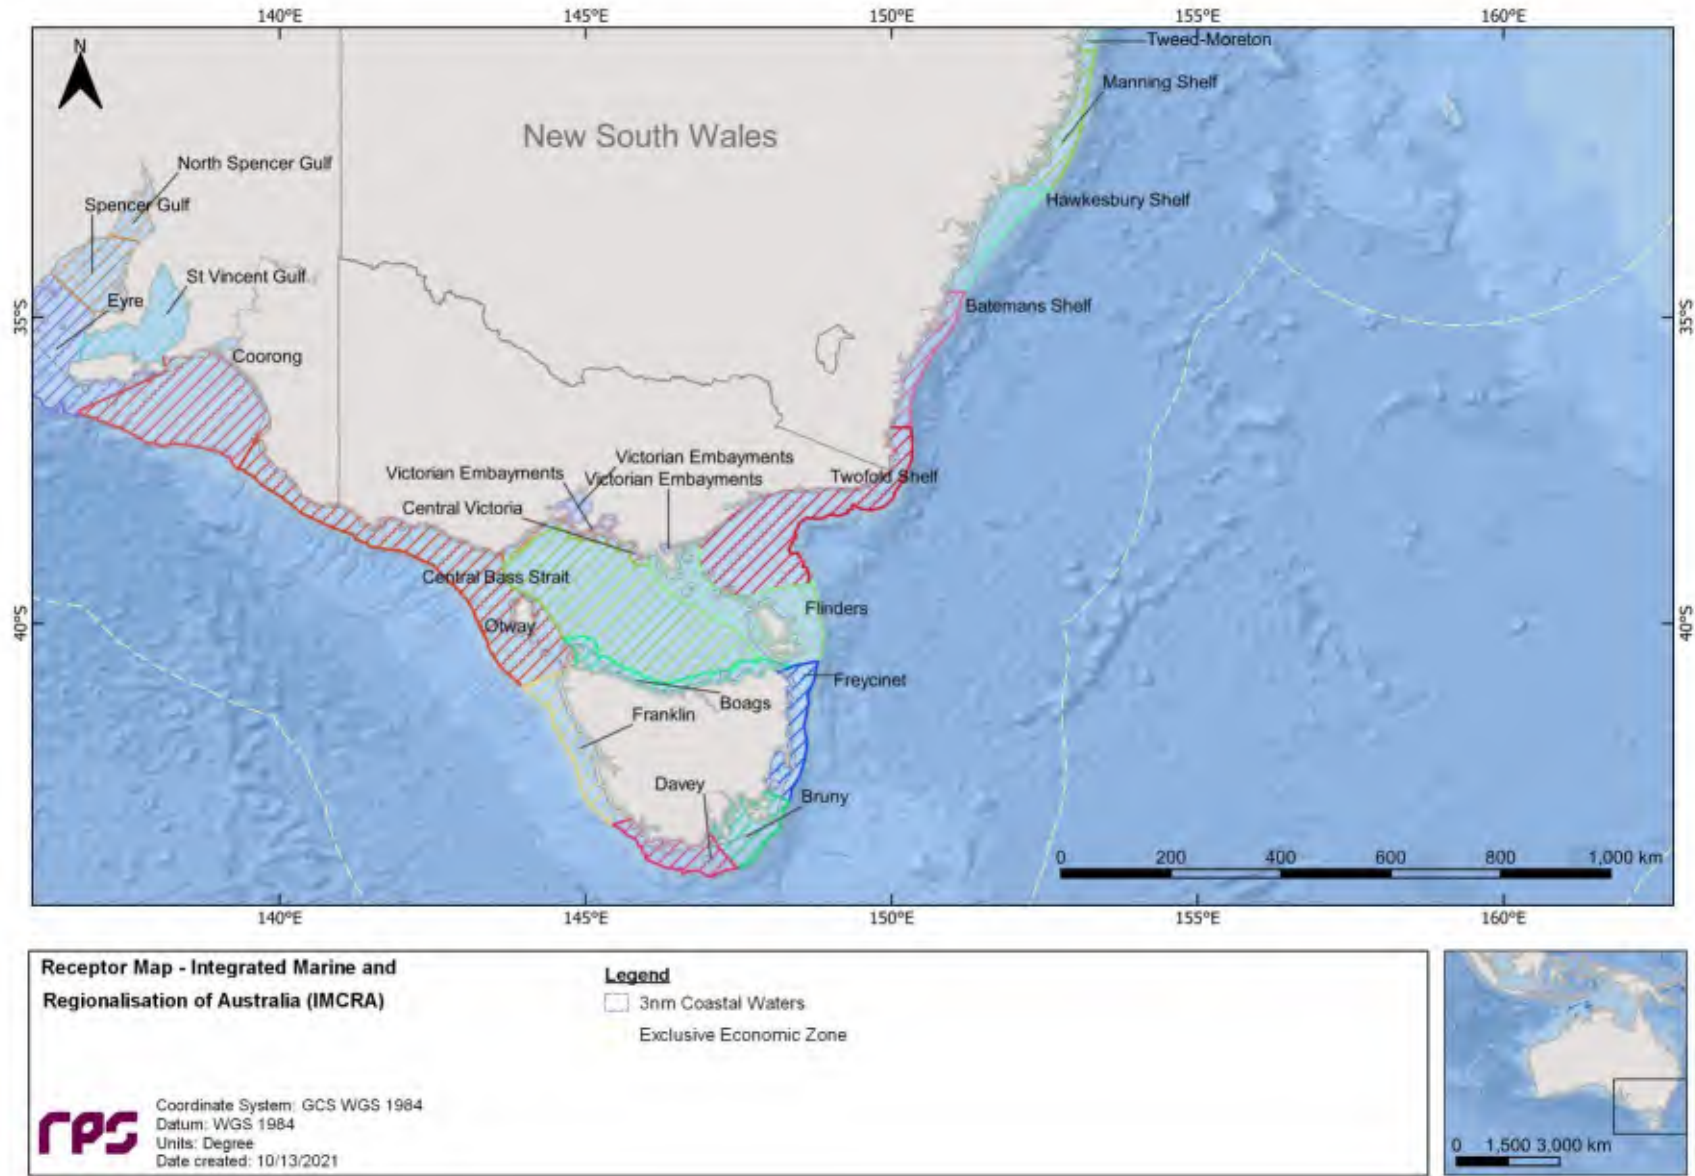 140°E 145°E 150°E 155°E 160°E
N
Tweed-Moreton
Manning Shelf
New South Wales
North Spencer Gulf
Spencer Gulf
Hawkesbury Shelf
St Vincent Gulf
Eyre
Batemans Shelf
35°S
35°S
Coorong
Victorian Embayments
Victorian Embayments
Victorian Embayments
Twofold Shelf
Central Victoria
Central Bass Strait
Flinders
40°S
40°S
Otway
Freycinet
Boags
Franklin
Davey
Bruny
0 200 400 600 800 1,000 km
140°E 145°E 150°E 155°E 160°E
Receptor Map - Integrated Marine and
Regionalisation of Australia (IMCRA)
Legend
3nm Coastal Waters
Exclusive Economic Zone
rps
Coordinate System: GCS WGS 1984
Datum: WGS 1984
Units: Degree
Date created: 10/13/2021
0 1,500 3,000 km